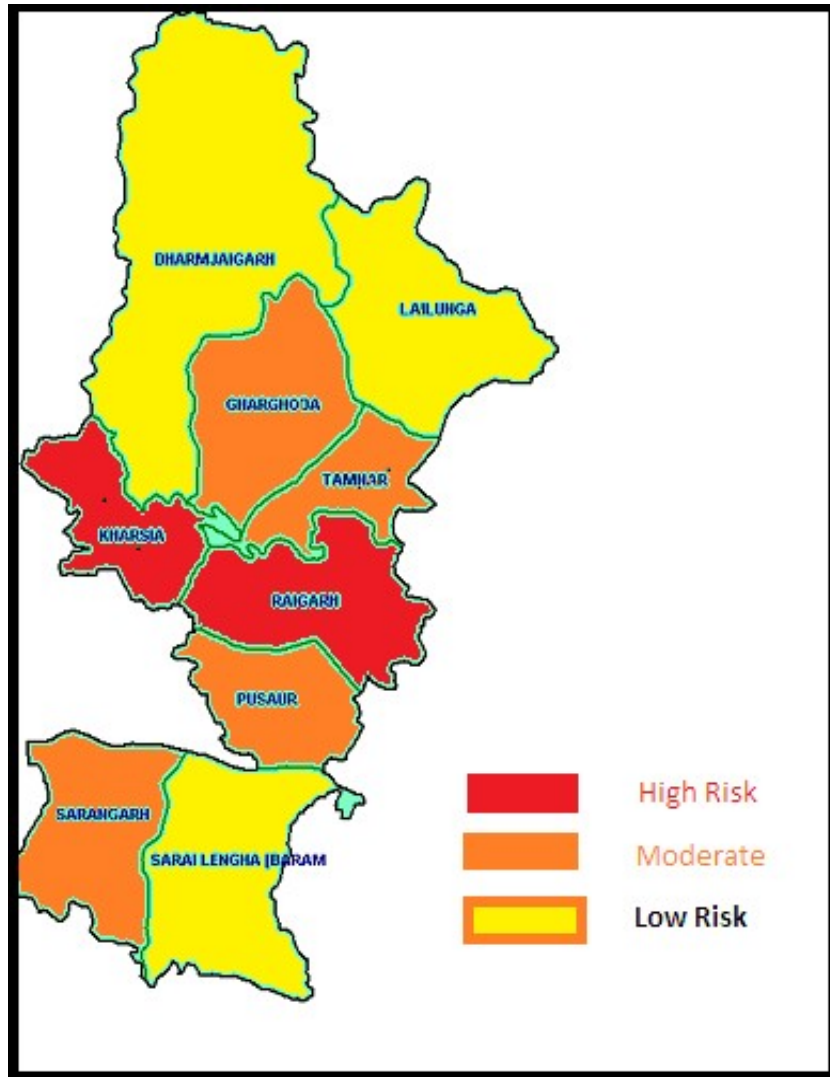 DHARMJAIGARH
LAILUNGA
GHARGHODA
TAMNAR
KHARSIA
RAIGARH
PUSAUR
SARANGARH
SARAI LENGHA [BARAM
High Risk
Moderate
Low Risk